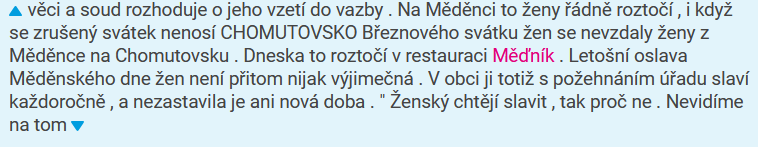 věci a soud rozhoduje o jeho vzetí do vazby . Na Měděnci to ženy řádně roztočí , i když
se zrušený svátek nenosí CHOMUTOVSKO Březnového svátku žen se nevzdaly ženy z
Měděnce na Chomutovsku . Dneska to roztočí v restauraci Měďník . Letošní oslava
Měděnského dne žen není přitom nijak výjimečná . V obci ji totiž s požehnáním úřadu slaví
každoročně , a nezastavila je ani nová doba . " Ženský chtějí slavit , tak proč ne . Nevidíme
na tom